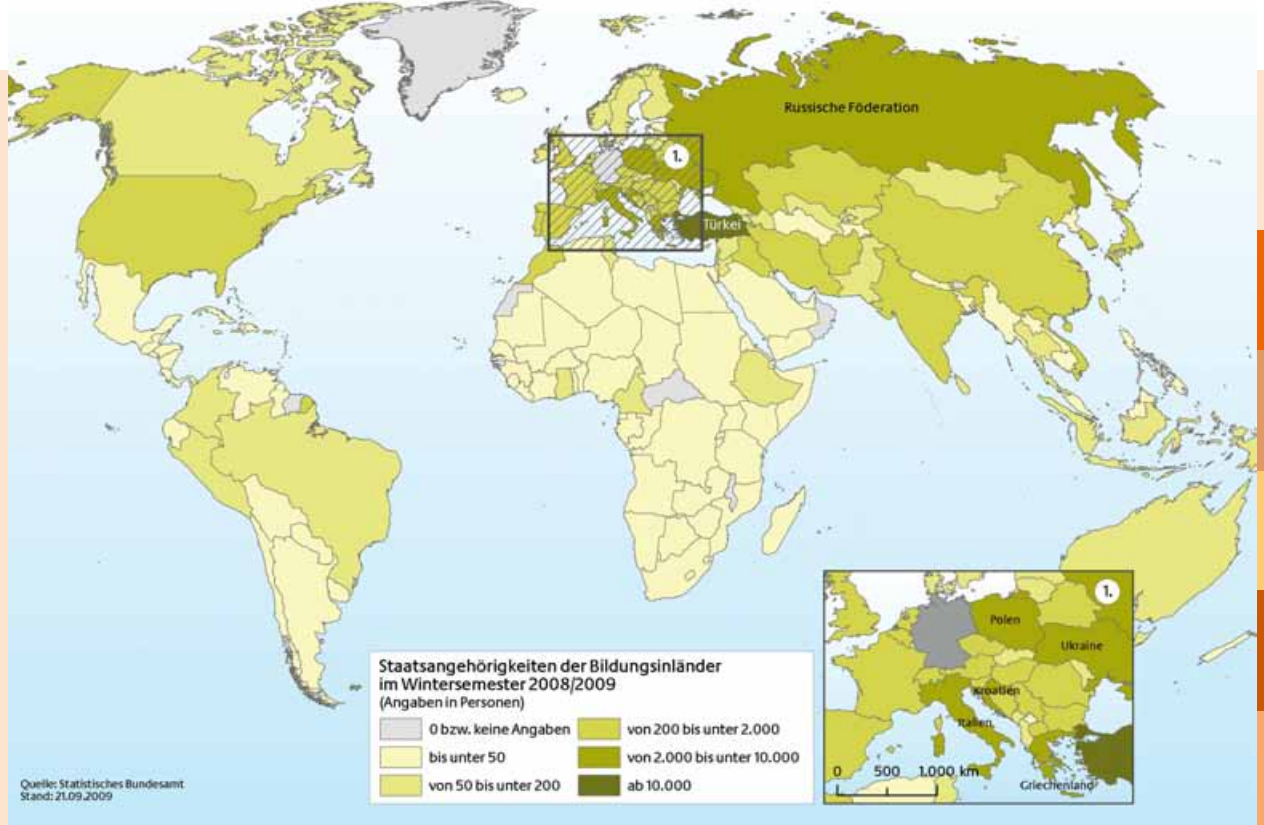 Russische Föderation
1.
Türkei
1.
Polen
Ukraine
Kroatien
Italien
0 500 1.000 km
Griechenland
Staatsangehörigkeiten der Bildungsinländer
im Wintersemester 2008/2009
(Angaben in Personen)
0 bzw. keine Angaben
bis unter 50
von 50 bis unter 200
von 200 bis unter 2.000
von 2.000 bis unter 10.000
ab 10.000
Quelle: Statistisches Bundesamt
Stand: 21.09.2009